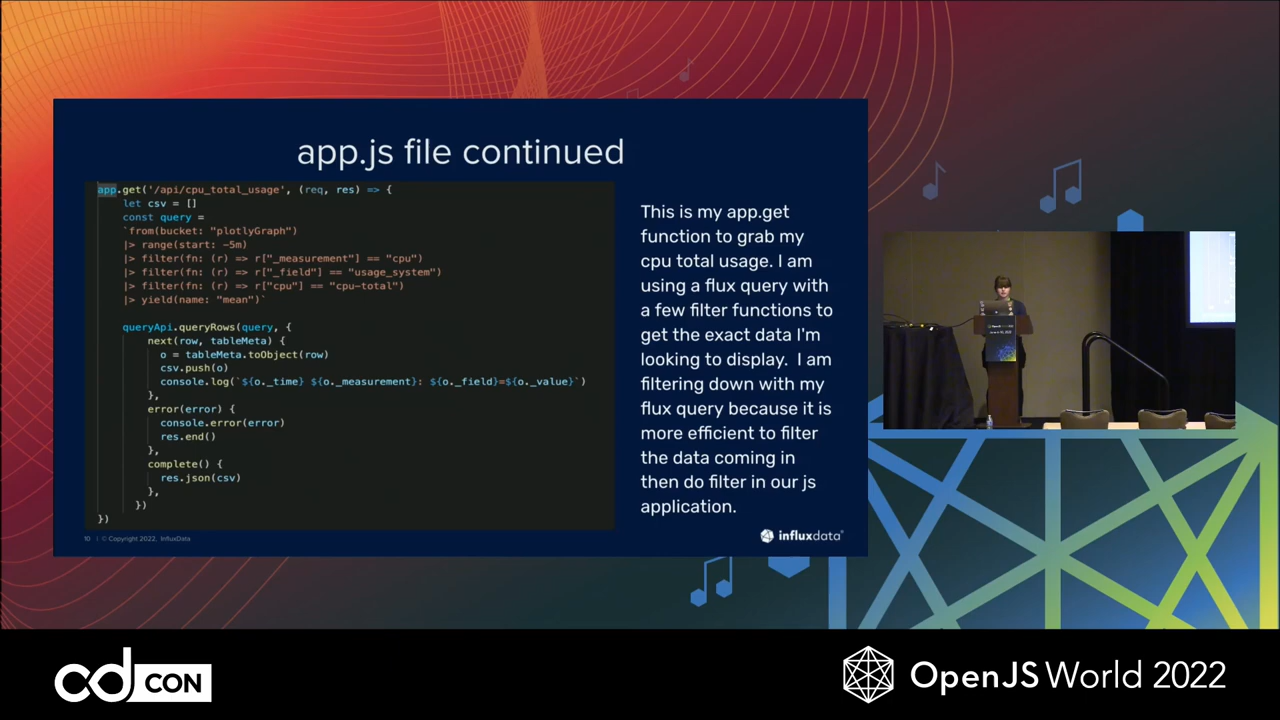 app.js file continued
app.get('/api/cpu_total_usage', (req, res) => {
let csv = []
const query =
`from(bucket: "plotlyGraph")
|> range(start: -5m)
|> filter(fn: (r) => r["_measurement"] == "cpu")
|> filter(fn: (r) => r["_field"] == "usage_system")
|> filter(fn: (r) => r["cpu"] == "cpu-total")
|> yield(name: "mean")`
queryApi.queryRows(query, {
next(row, tableMeta) {
o = tableMeta.toObject(row)
csv.push(o)
console.log(`${o._time} ${o._measurement}: ${o._field}=${o._value}`)
},
error(error) {
console.error(error)
res.end()
},
complete() {
res.json(csv)
},
})
})
This is my app.get
function to grab my
cpu total usage. I am
using a flux query with
a few filter functions to
get the exact data I'm
looking to display. I am
filtering down with my
flux query because it is
more efficient to filter
the data coming in
then do filter in our js
application.
10 | © Copyright 2022, InfluxData
influxdata®
cd CON
OpenJS World 2022